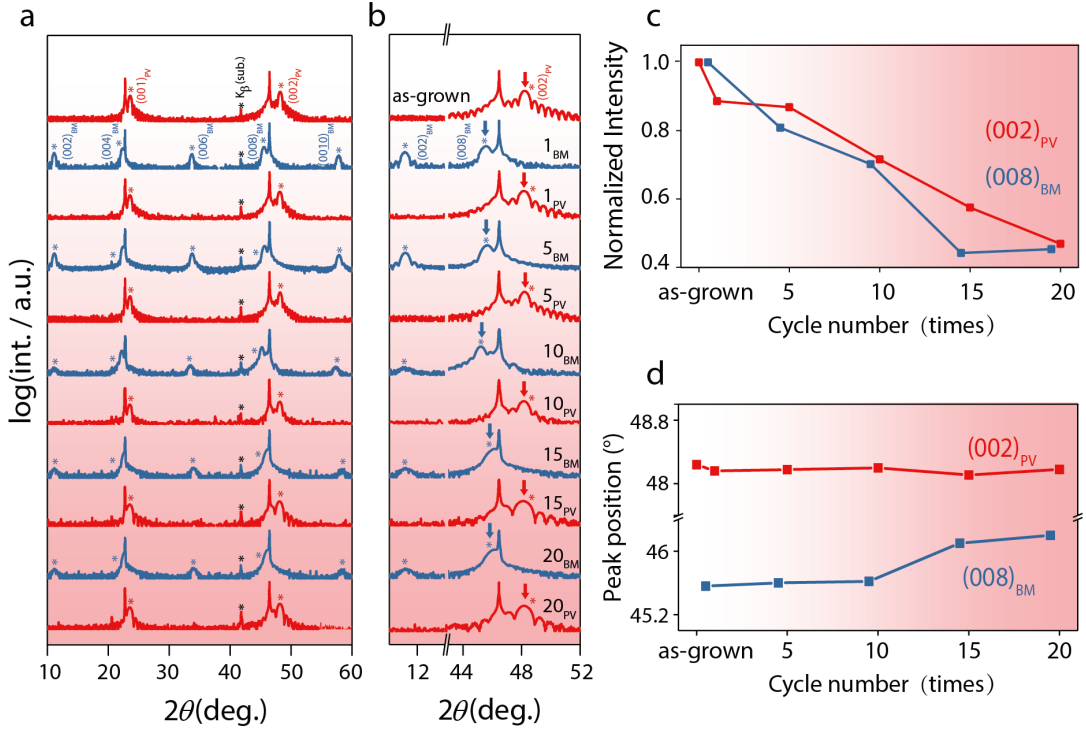 a
log(int. / a.u.)
(001)PV
Kβ(sub.)
(002)PV
(002)BM
(004)BM
(006)BM
(008)BM
(0010)BM
10 20 30 40 50 60
2θ(deg.)
b
as-grown
(002)PV
(002)BM
(008)BM
1BM
1PV
5BM
5PV
10BM
10PV
15BM
15PV
20BM
20PV
12 44 48 52
2θ(deg.)
c
Normalized Intensity
1.0
0.8
0.6
0.4
(002)PV
(008)BM
as-grown 5 10 15 20
Cycle number (times)
d
Peak position (°)
48.8
48
46
45.2
(002)PV
(008)BM
as-grown 5 10 15 20
Cycle number (times)